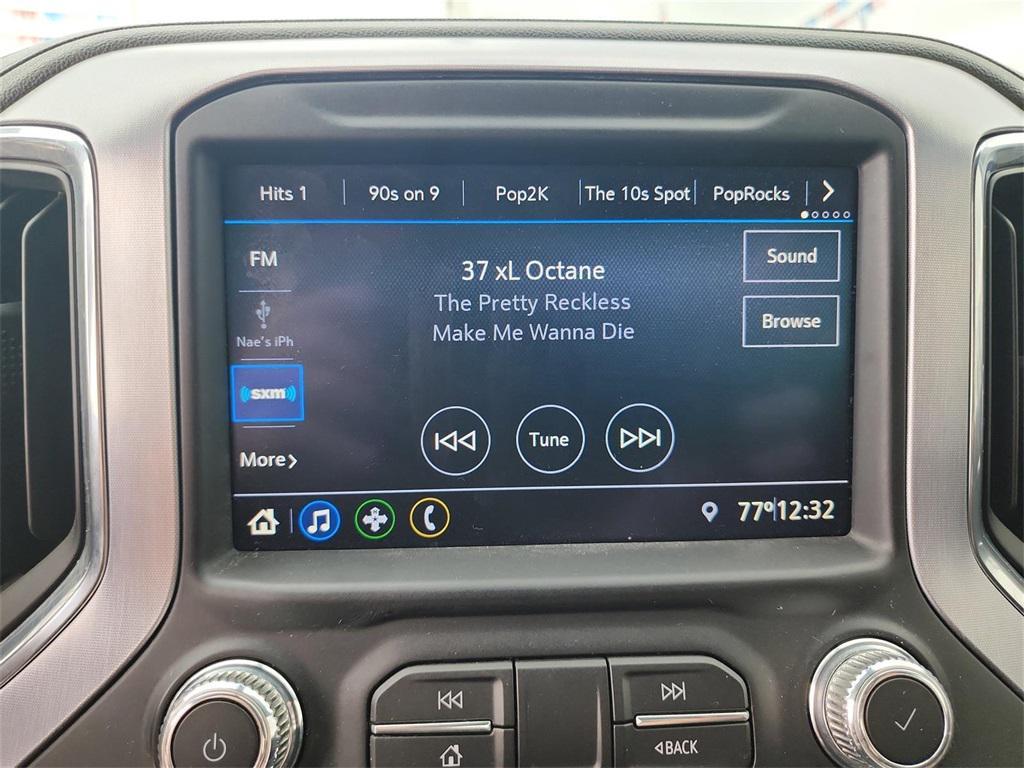 Hits 1 90s on 9 Pop2K The 10s Spot PopRocks
FM
Nae's iPh
sxm
More
37 xL Octane
The Pretty Reckless
Make Me Wanna Die
Sound
Browse
Tune
77° 12:32
BACK